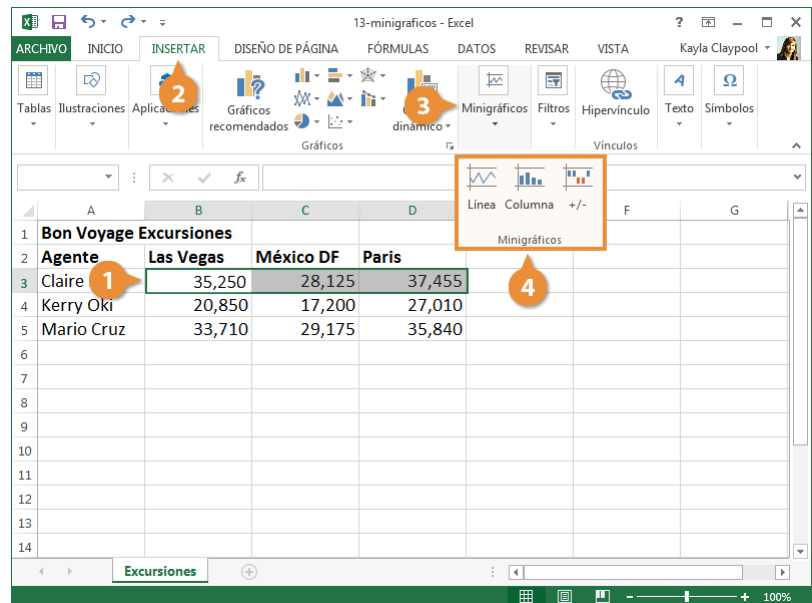 13-minigraficos - Excel
ARCHIVO INICIO INSERTAR DISEÑO DE PÁGINA FÓRMULAS DATOS REVISAR VISTA Kayla Claypool
2
3
Tablas Ilustraciones Gráficos recomendados dinámico Minigráficos Filtros Hipervínculo Texto Símbolos
Gráficos Vínculos
fx
Línea Columna +/-
Minigráficos
4
A B C D F G
1 Bon Voyage Excursiones
2 Agente Las Vegas México DF Paris
3 Claire 1 35,250 28,125 37,455
4 Kerry Oki 20,850 17,200 27,010
5 Mario Cruz 33,710 29,175 35,840
6
7
8
9
10
11
12
13
14
Excursiones
100%